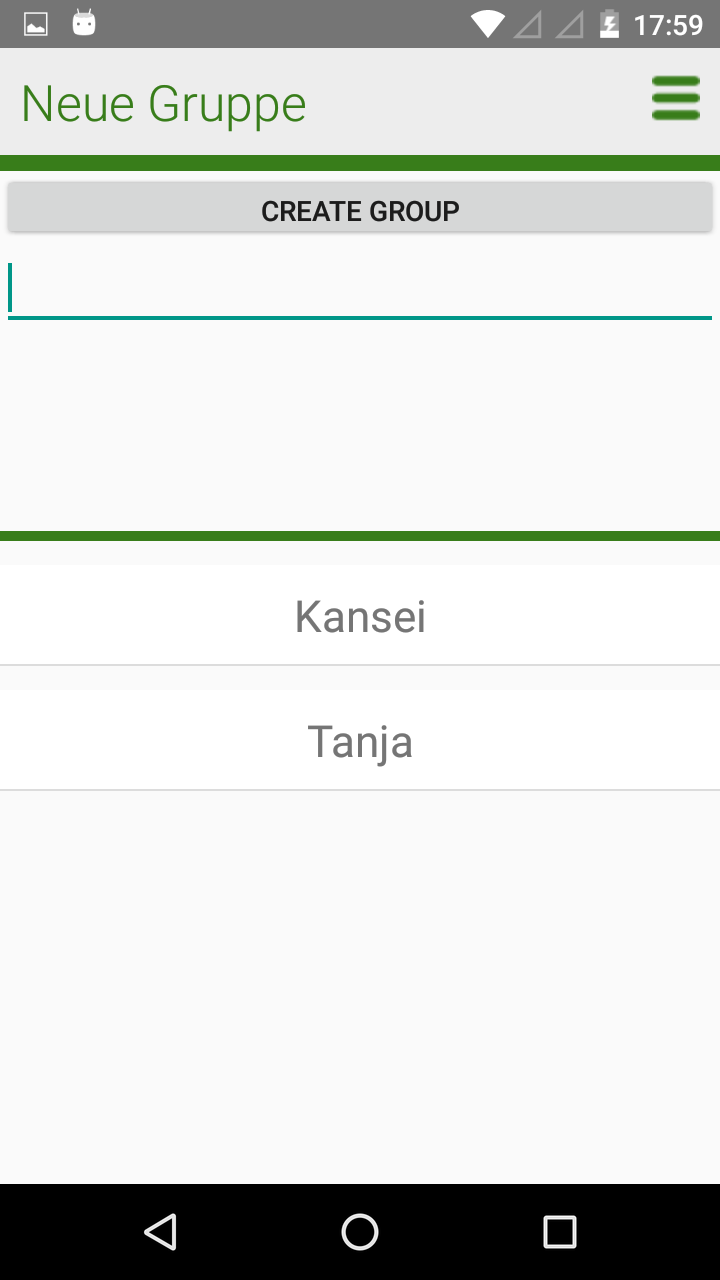 17:59
Neue Gruppe
CREATE GROUP
Kansei
Tanja